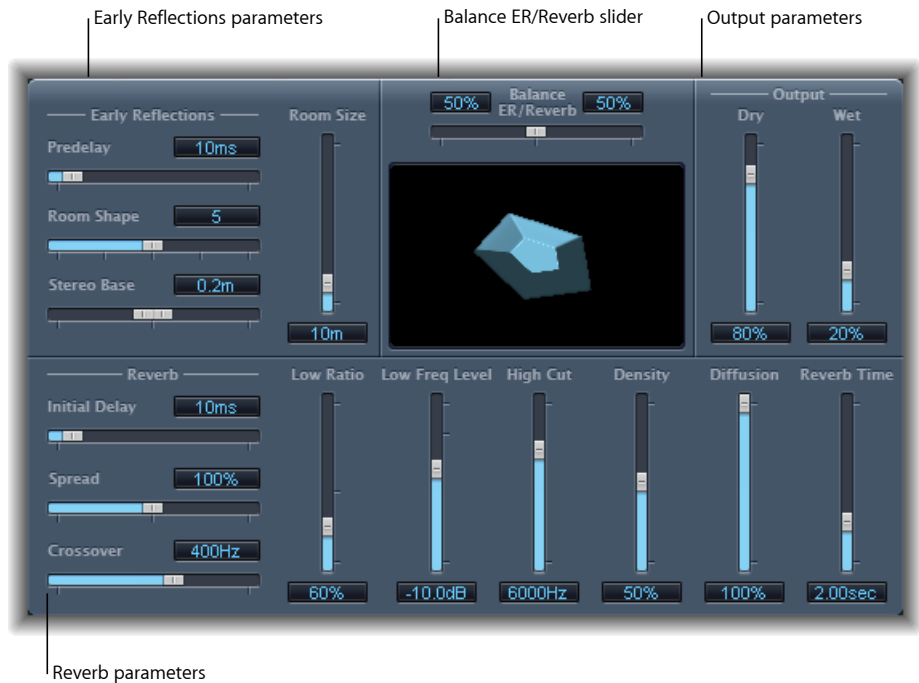 Early Reflections parameters
Balance ER/Reverb slider
Output parameters
Early Reflections
Predelay 10ms
Room Shape 5
Stereo Base 0.2m
Room Size
10m
50% Balance ER/Reverb 50%
Output
Dry Wet
80% 20%
Reverb
Initial Delay 10ms
Spread 100%
Crossover 400Hz
Low Ratio Low Freq Level High Cut Density Diffusion Reverb Time
60% -10.0dB 6000Hz 50% 100% 2.00sec
Reverb parameters